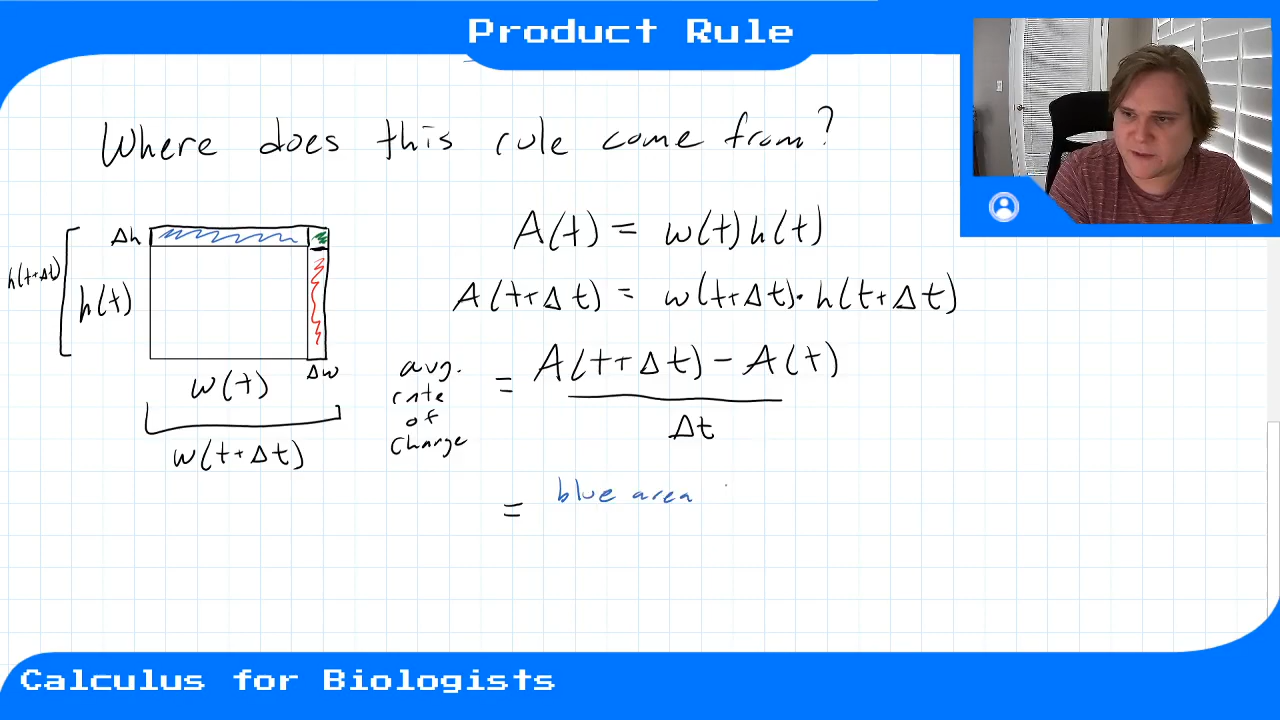 Product Rule
Where does this rule come from?
Δh
h(t+Δt)
h(t)
w(t)
Δw
w(t+Δt)
A(t) = w(t)h(t)
A(t+Δt) = w(t+Δt)·h(t+Δt)
avg.
rate
of
change
= A(t+Δt) - A(t)
Δt
= blue area
Calculus for Biologists